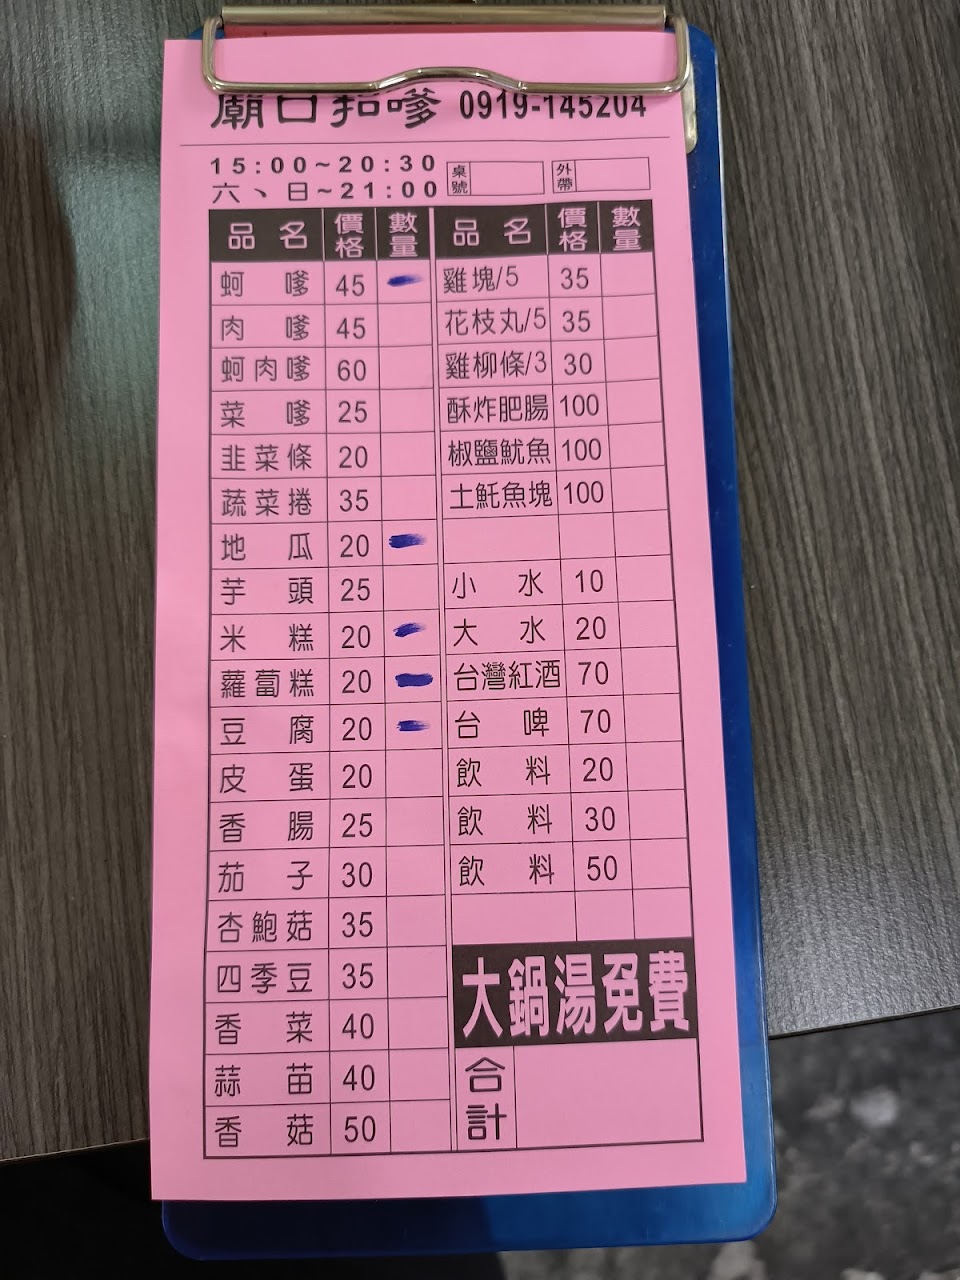 廟口扣嗲 0919-145204
15:00~20:30
六、日~21:00
桌號 外帶
品名 價格 數量 品名 價格 數量
蚵嗲 45 雞塊/5 35
肉嗲 45 花枝丸/5 35
蚵肉嗲 60 雞柳條/3 30
菜嗲 25 酥炸肥腸 100
韭菜條 20 椒鹽魷魚 100
蔬菜捲 35 土魠魚塊 100
地瓜 20
芋頭 25 小水 10
米糕 20 大水 20
蘿蔔糕 20 台灣紅酒 70
豆腐 20 台啤 70
皮蛋 20 飲料 20
香腸 25 飲料 30
茄子 30 飲料 50
杏鮑菇 35
四季豆 35 大鍋湯免費
香菜 40
蒜苗 40 合計
香菇 50